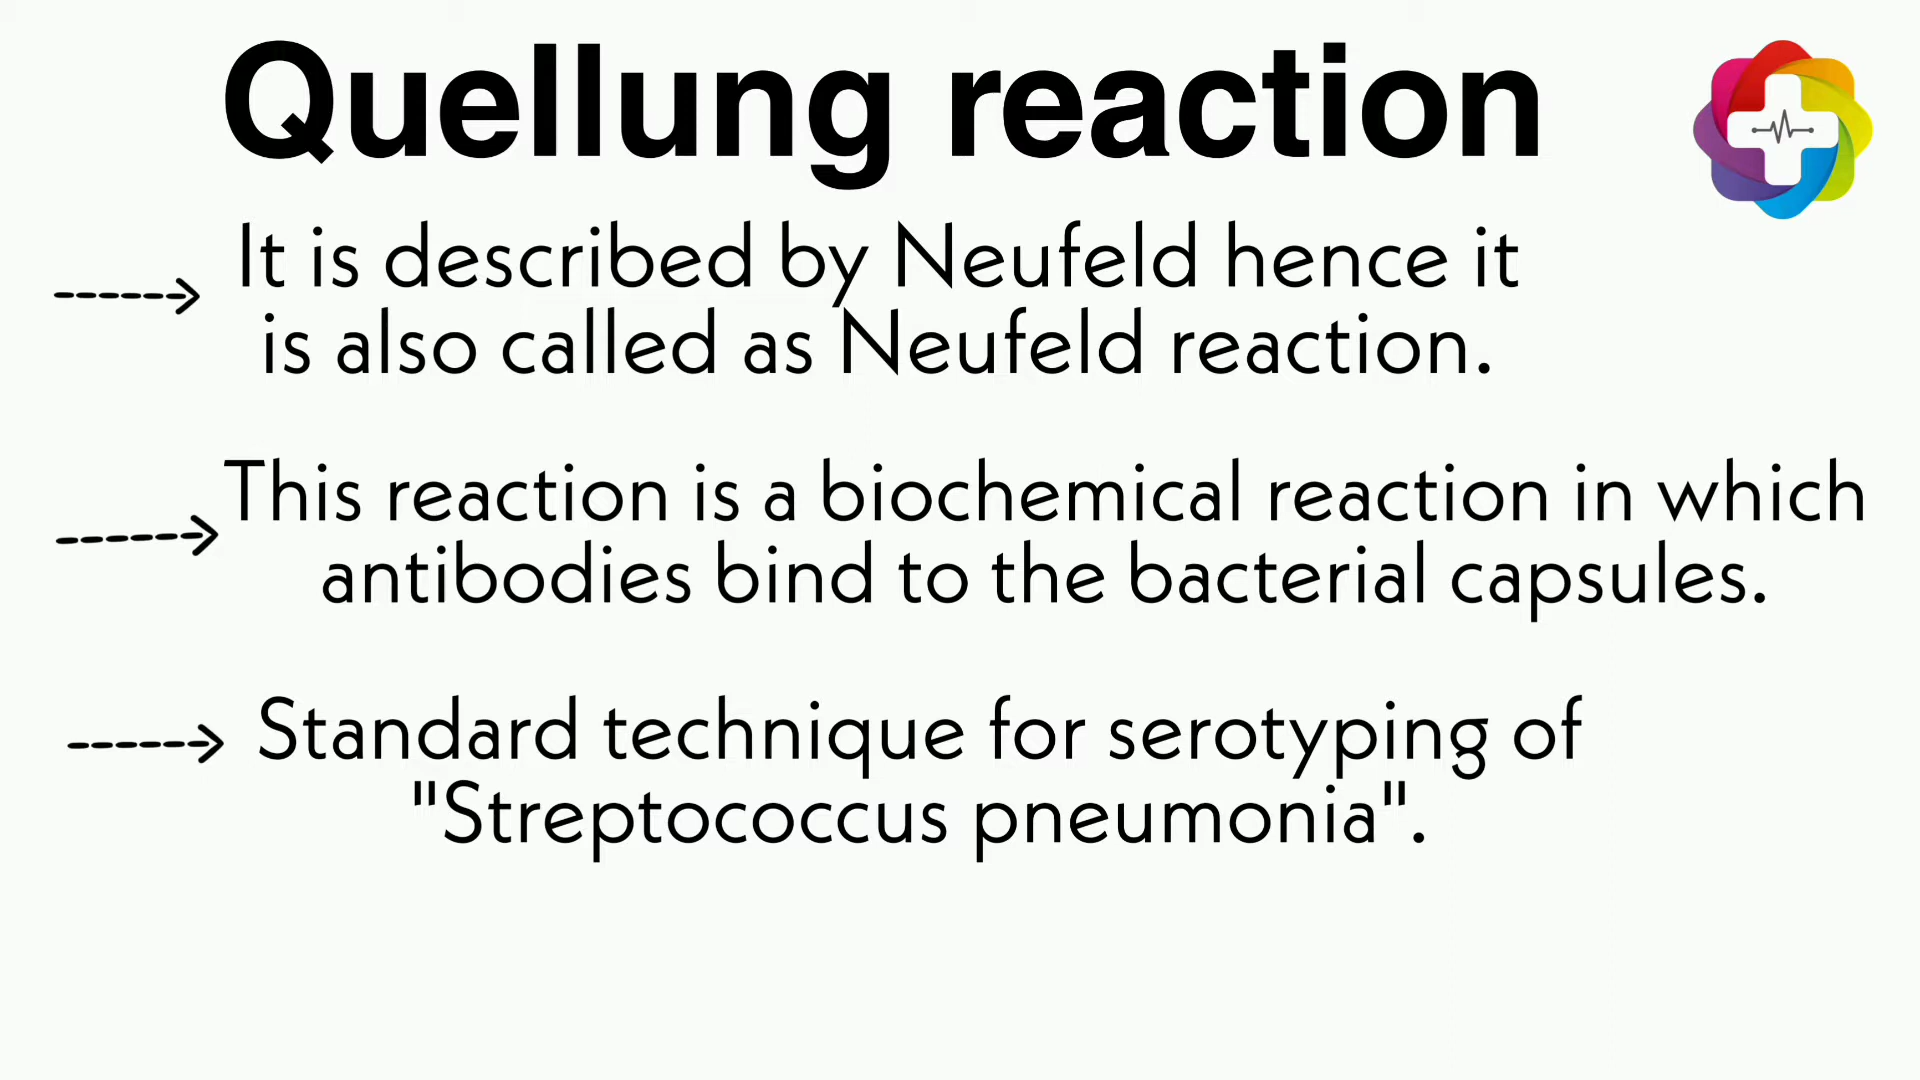 Quellung reaction
It is described by Neufeld hence it
is also called as Neufeld reaction.
This reaction is a biochemical reaction in which
antibodies bind to the bacterial capsules.
Standard technique for serotyping of
"Streptococcus pneumonia".